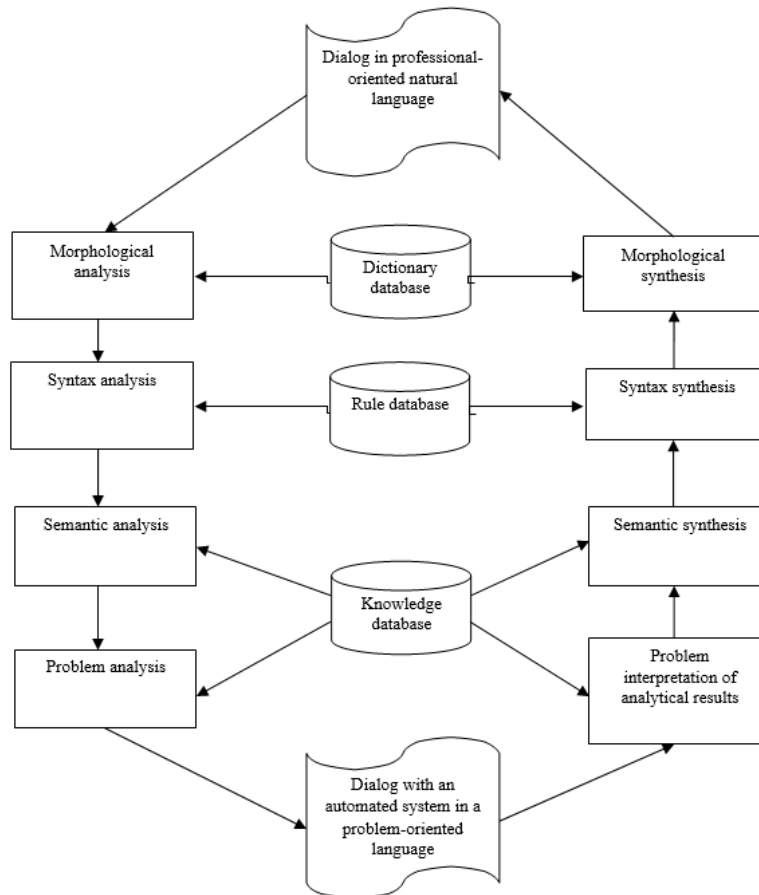 Dialog in professional-
oriented natural
language
Morphological
analysis
Dictionary
database
Morphological
synthesis
Syntax analysis
Rule database
Syntax synthesis
Semantic analysis
Knowledge
database
Semantic synthesis
Problem analysis
Problem
interpretation of
analytical results
Dialog with an
automated system in a
problem-oriented
language